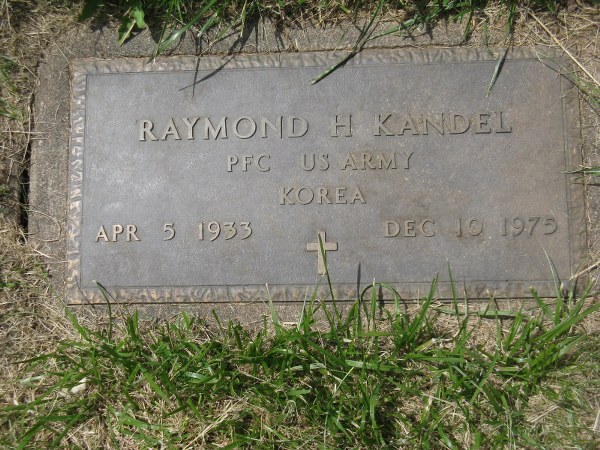 RAYMOND H KANDEL
PFC US ARMY
KOREA
APR 5 1933 DEC 10 1975